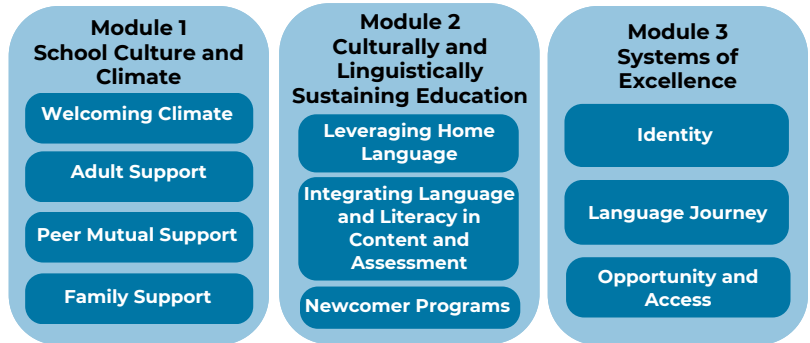 Module 1
School Culture and
Climate
Welcoming Climate
Adult Support
Peer Mutual Support
Family Support
Module 2
Culturally and
Linguistically
Sustaining Education
Leveraging Home
Language
Integrating Language
and Literacy in
Content and
Assessment
Newcomer Programs
Module 3
Systems of
Excellence
Identity
Language Journey
Opportunity and
Access